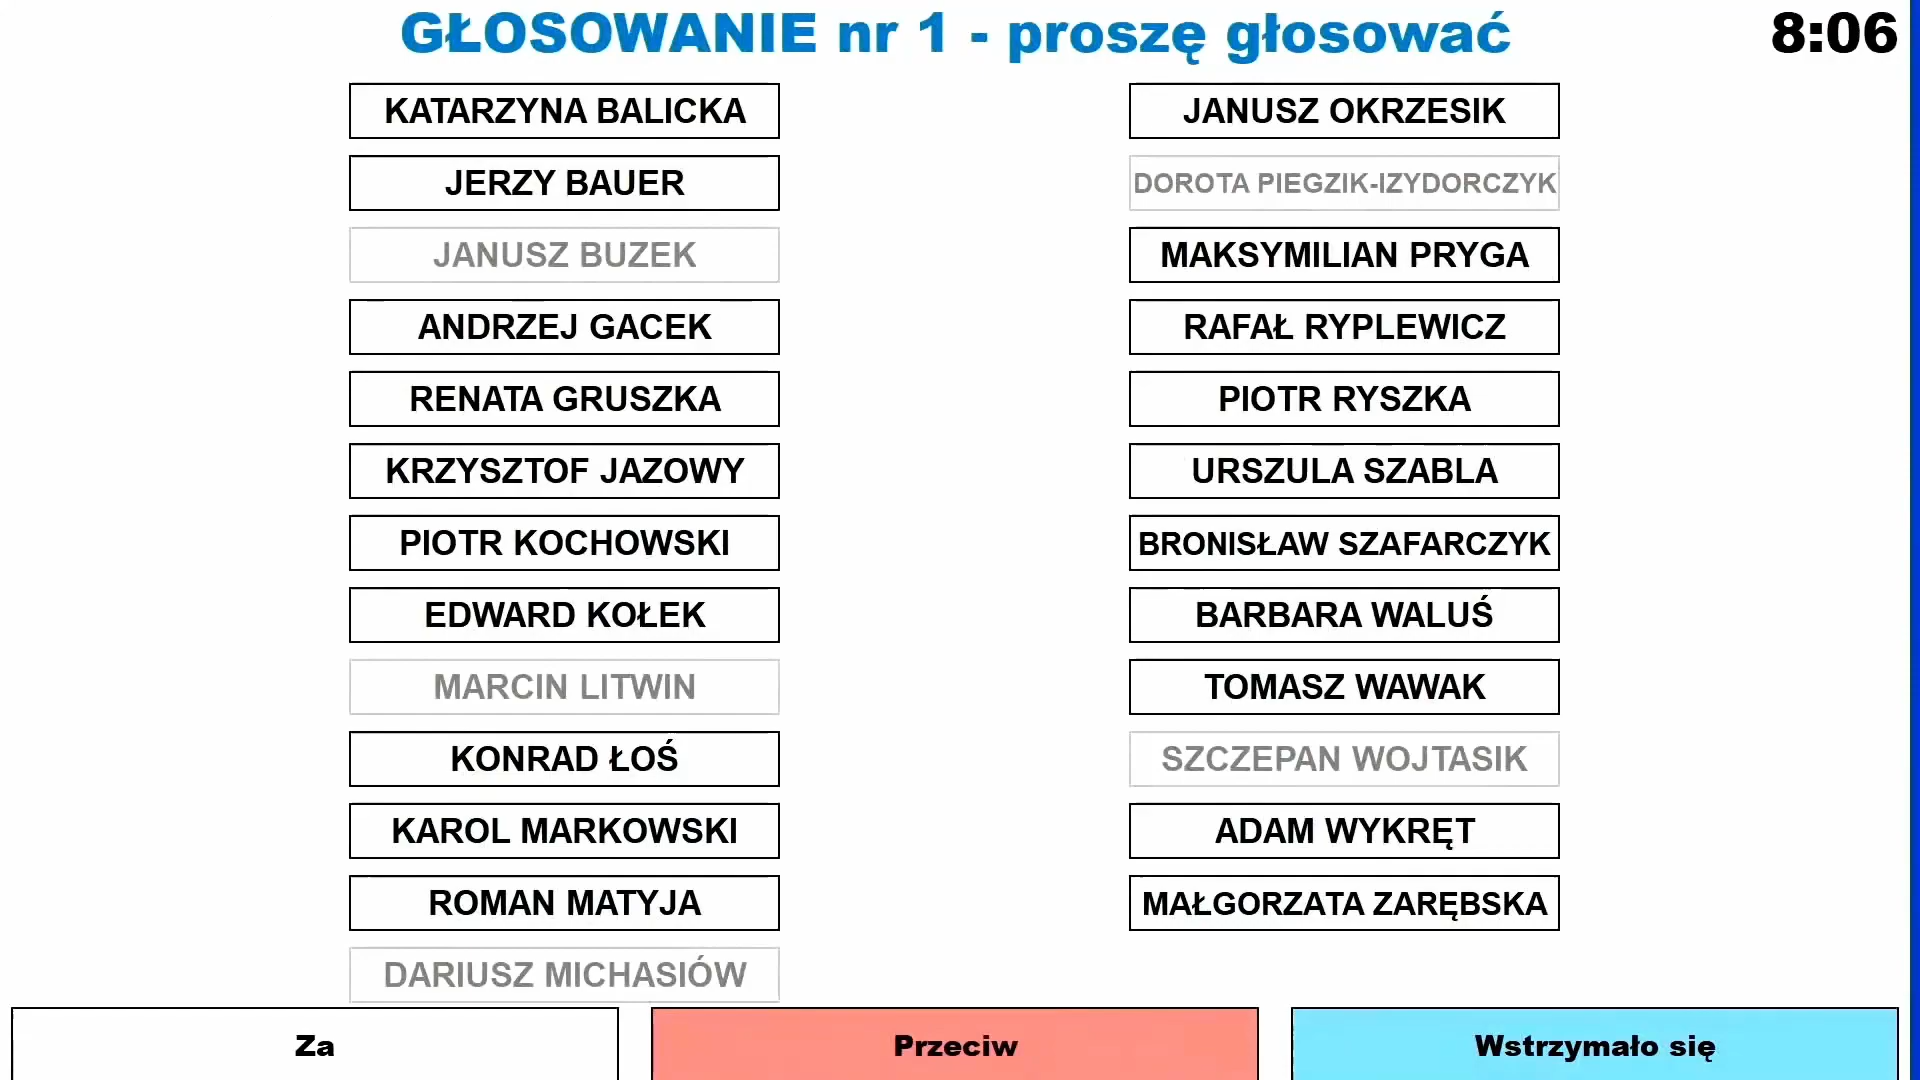 GŁOSOWANIE nr 1 - proszę głosować
8:06
KATARZYNA BALICKA
JERZY BAUER
JANUSZ BUZEK
ANDRZEJ GACEK
RENATA GRUSZKA
KRZYSZTOF JAZOWY
PIOTR KOCHOWSKI
EDWARD KOŁEK
MARCIN LITWIN
KONRAD ŁOŚ
KAROL MARKOWSKI
ROMAN MATYJA
DARIUSZ MICHASIÓW
JANUSZ OKRZESIK
DOROTA PIEGZIK-IZYDORCZYK
MAKSYMILIAN PRYGA
RAFAŁ RYPLEWICZ
PIOTR RYSZKA
URSZULA SZABLA
BRONISŁAW SZAFARCZYK
BARBARA WALUŚ
TOMASZ WAWAK
SZCZEPAN WOJTASIK
ADAM WYKRĘT
MAŁGORZATA ZARĘBSKA
Za
Przeciw
Wstrzymało się